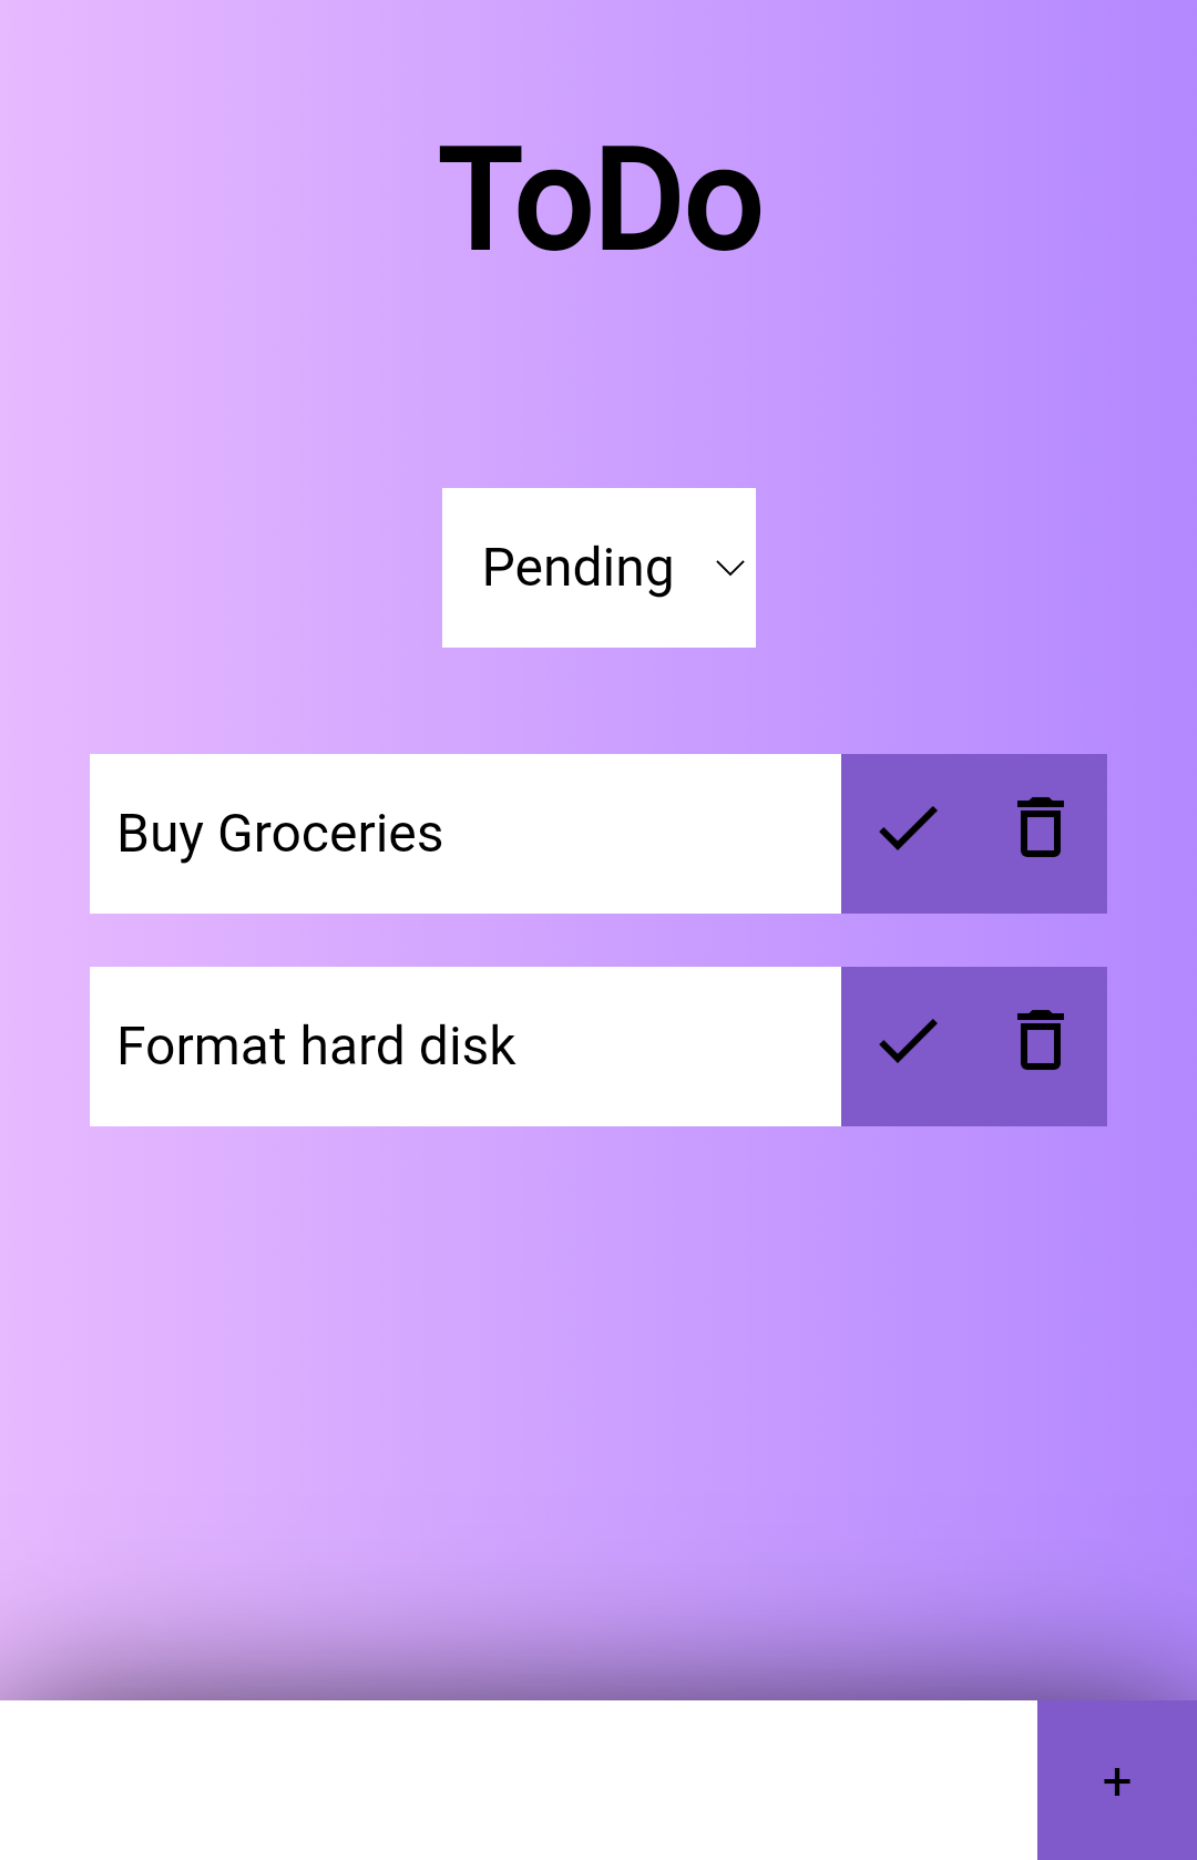 ToDo
Pending
Buy Groceries
Format hard disk
+